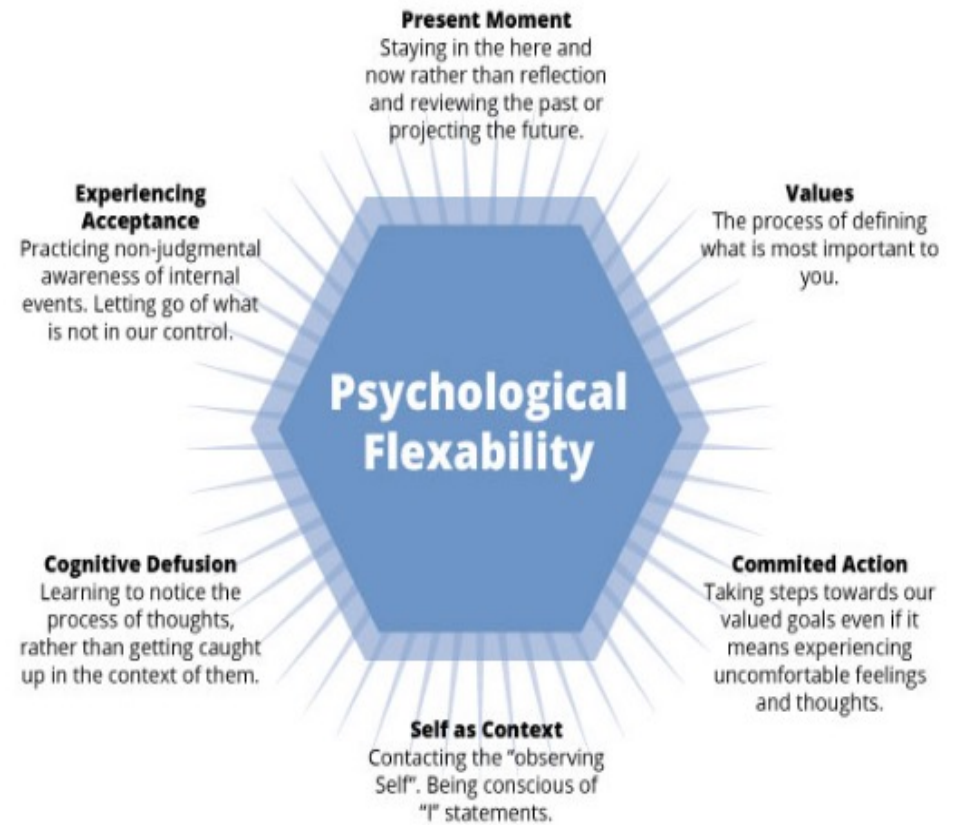 Present Moment
Staying in the here and
now rather than reflection
and reviewing the past or
projecting the future.
Experiencing
Acceptance
Practicing non-judgmental
awareness of internal
events. Letting go of what
is not in our control.
Values
The process of defining
what is most important to
you.
Psychological
Flexability
Cognitive Defusion
Learning to notice the
process of thoughts,
rather than getting caught
up in the context of them.
Commited Action
Taking steps towards our
valued goals even if it
means experiencing
uncomfortable feelings
and thoughts.
Self as Context
Contacting the "observing
Self". Being conscious of
"I" statements.